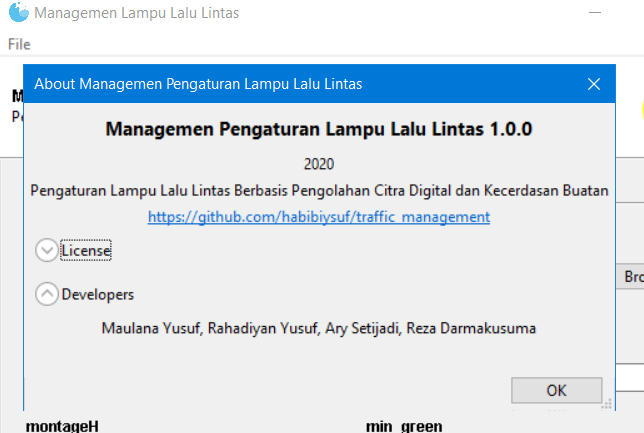 Managemen Lampu Lalu Lintas
File
About Managemen Pengaturan Lampu Lalu Lintas
Managemen Pengaturan Lampu Lalu Lintas 1.0.0
2020
Pengaturan Lampu Lalu Lintas Berbasis Pengolahan Citra Digital dan Kecerdasan Buatan
https://github.com/habibiysuf/traffic_management
License
Developers
Maulana Yusuf, Rahadiyan Yusuf, Ary Setijadi, Reza Darmakusuma
OK
montageH
min_green